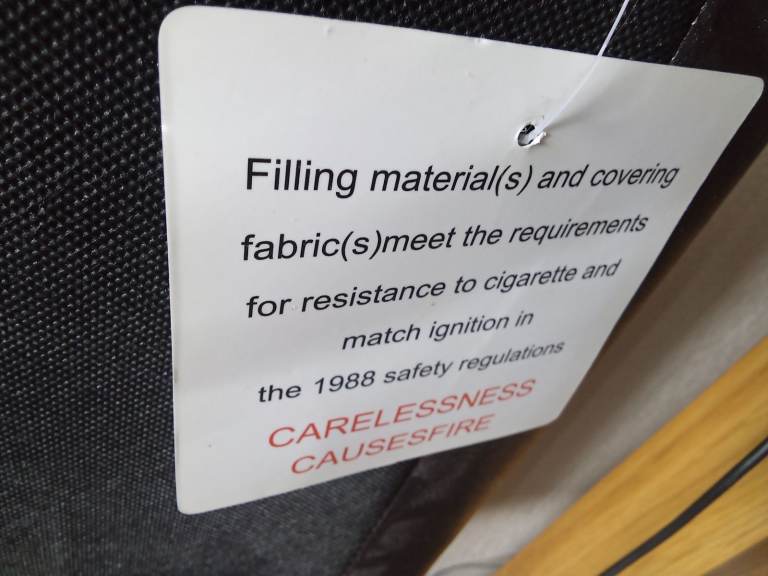 Filling material(s) and covering
fabric(s)meet the requirements
for resistance to cigarette and
match ignition in
the 1988 safety regulations
CARELESSNESS
CAUSESFIRE